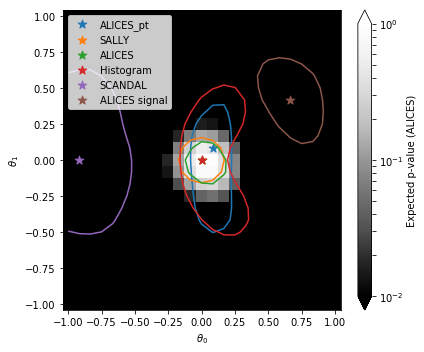 1.00
0.75
0.50
0.25
0.00
−0.25
−0.50
−0.75
−1.00
θ₁
ALICES_pt
SALLY
ALICES
Histogram
SCANDAL
ALICES signal
−1.00 −0.75 −0.50 −0.25 0.00 0.25 0.50 0.75 1.00
θ₀
10⁰
10⁻¹
10⁻²
Expected p-value (ALICES)